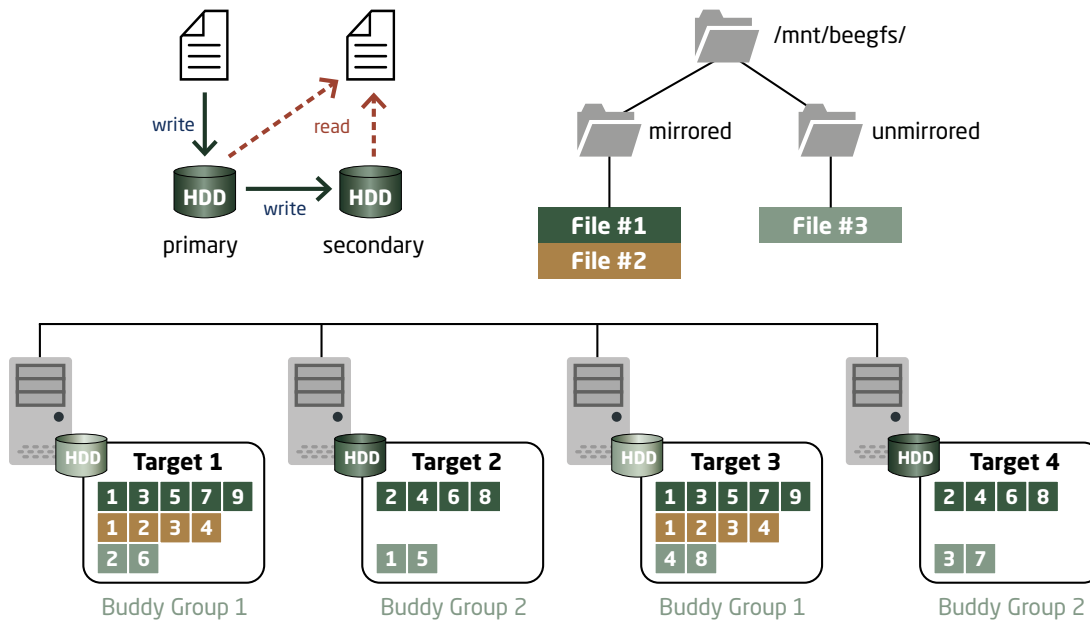 /mnt/beegfs/
write
read
mirrored
unmirrored
HDD
HDD
write
primary
secondary
File #1
File #2
File #3
HDD
Target 1
1 3 5 7 9
1 2 3 4
2 6
Buddy Group 1
HDD
Target 2
2 4 6 8
1 5
Buddy Group 2
HDD
Target 3
1 3 5 7 9
1 2 3 4
4 8
Buddy Group 1
HDD
Target 4
2 4 6 8
3 7
Buddy Group 2